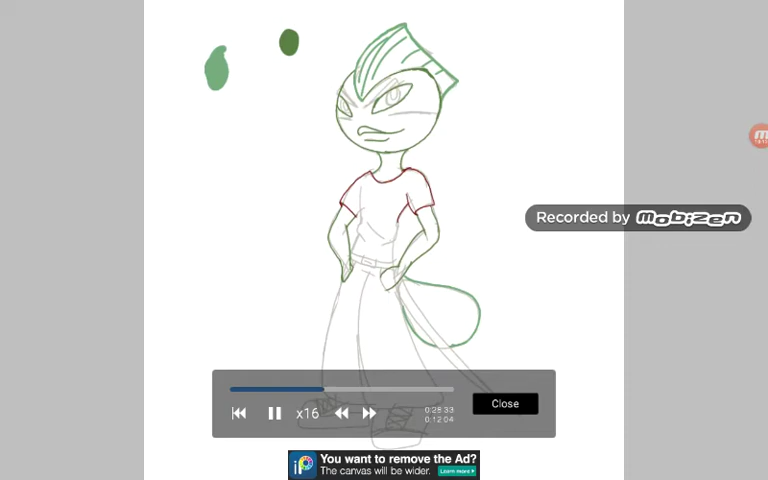 Recorded by mobizen
x16
0:28:33
0:12:04
Close
You want to remove the Ad?
The canvas will be wider.
Learn more